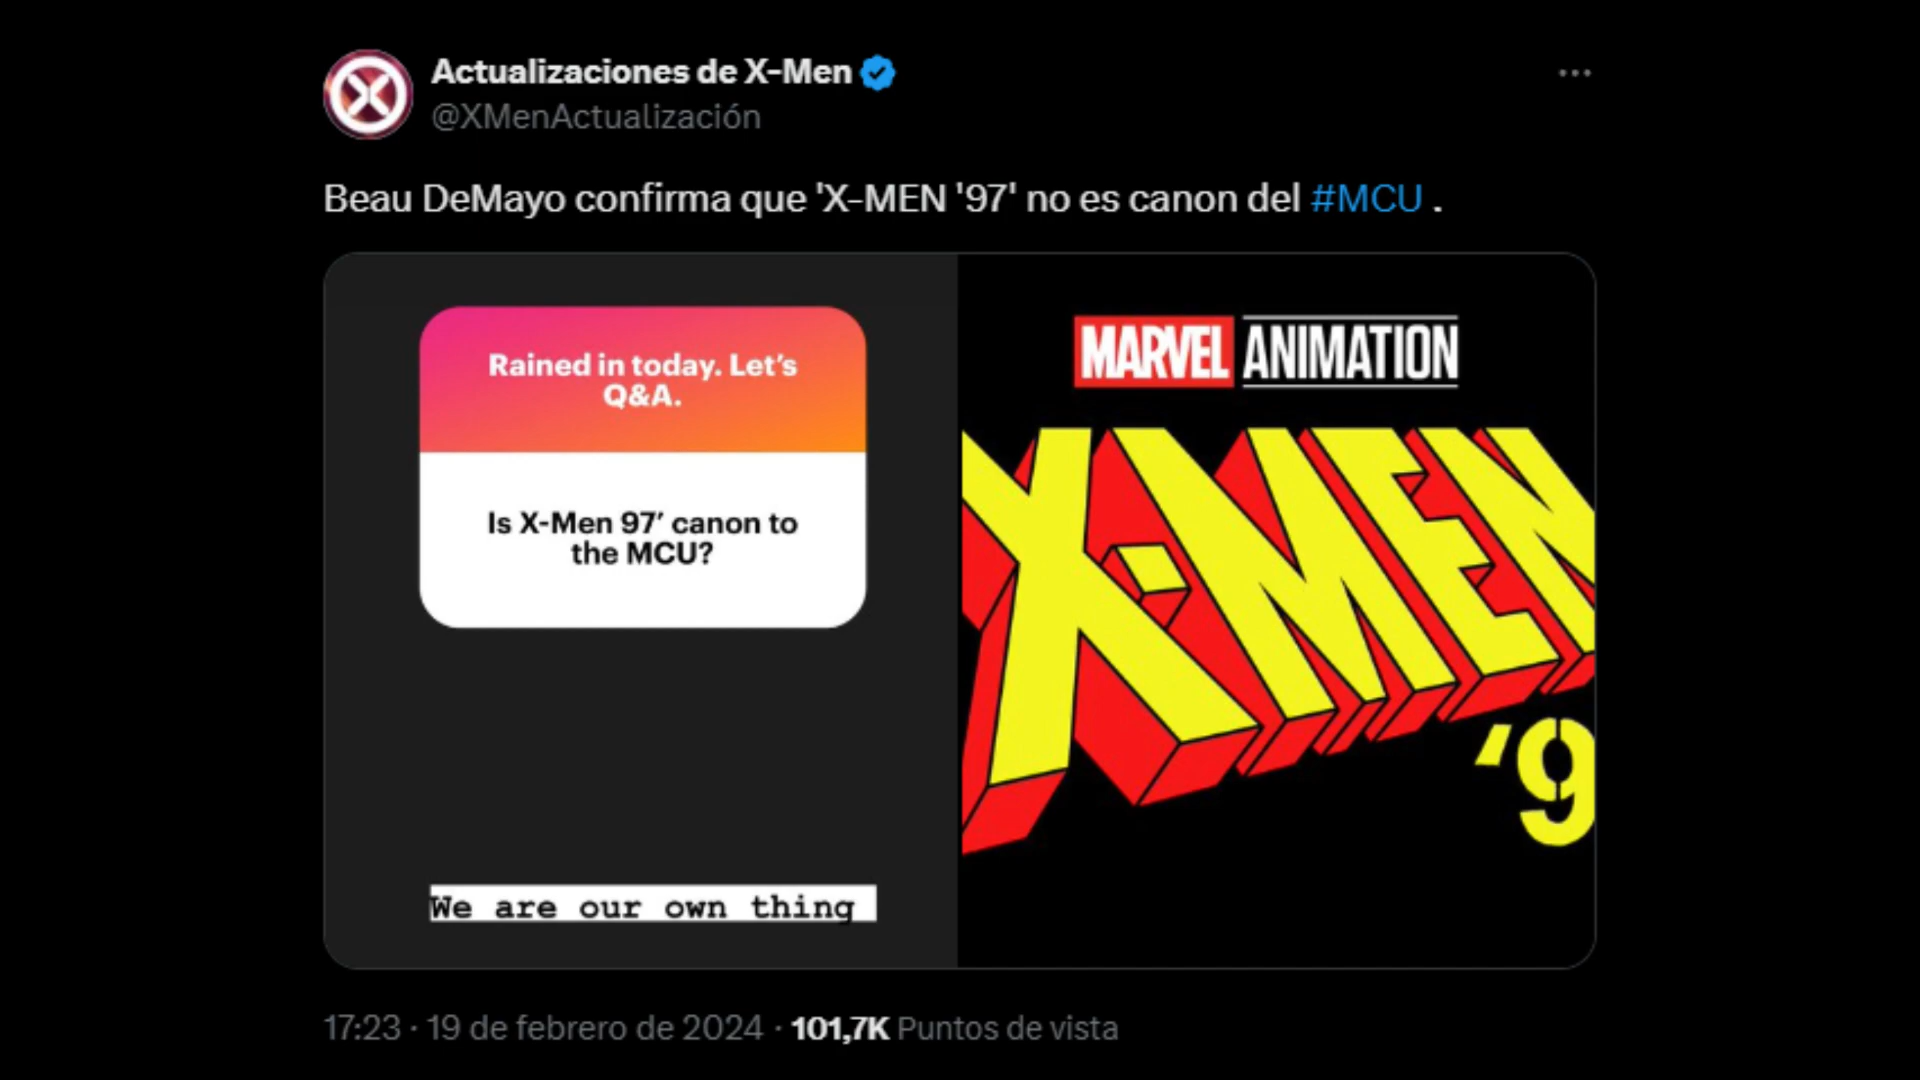 Actualizaciones de X-Men
@XMenActualización
Beau DeMayo confirma que 'X-MEN '97' no es canon del #MCU .
Rained in today. Let's
Q&A.
Is X-Men 97' canon to
the MCU?
We are our own thing
MARVEL ANIMATION
X-MEN
'9
17:23 · 19 de febrero de 2024 · 101,7K Puntos de vista